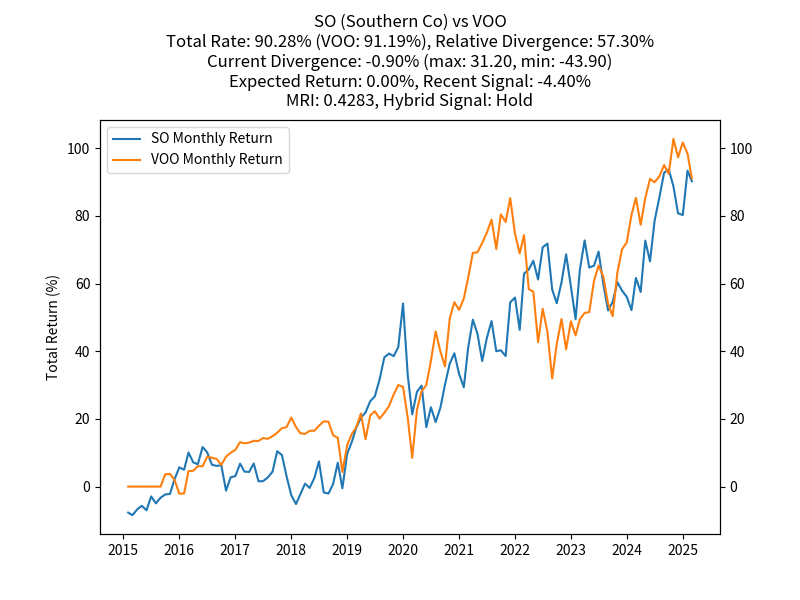 SO (Southern Co) vs VOO
Total Rate: 90.28% (VOO: 91.19%), Relative Divergence: 57.30%
Current Divergence: -0.90% (max: 31.20, min: -43.90)
Expected Return: 0.00%, Recent Signal: -4.40%
MRI: 0.4283, Hybrid Signal: Hold
SO Monthly Return
VOO Monthly Return
Total Return (%)
100
80
60
40
20
0
100
80
60
40
20
0
2015 2016 2017 2018 2019 2020 2021 2022 2023 2024 2025